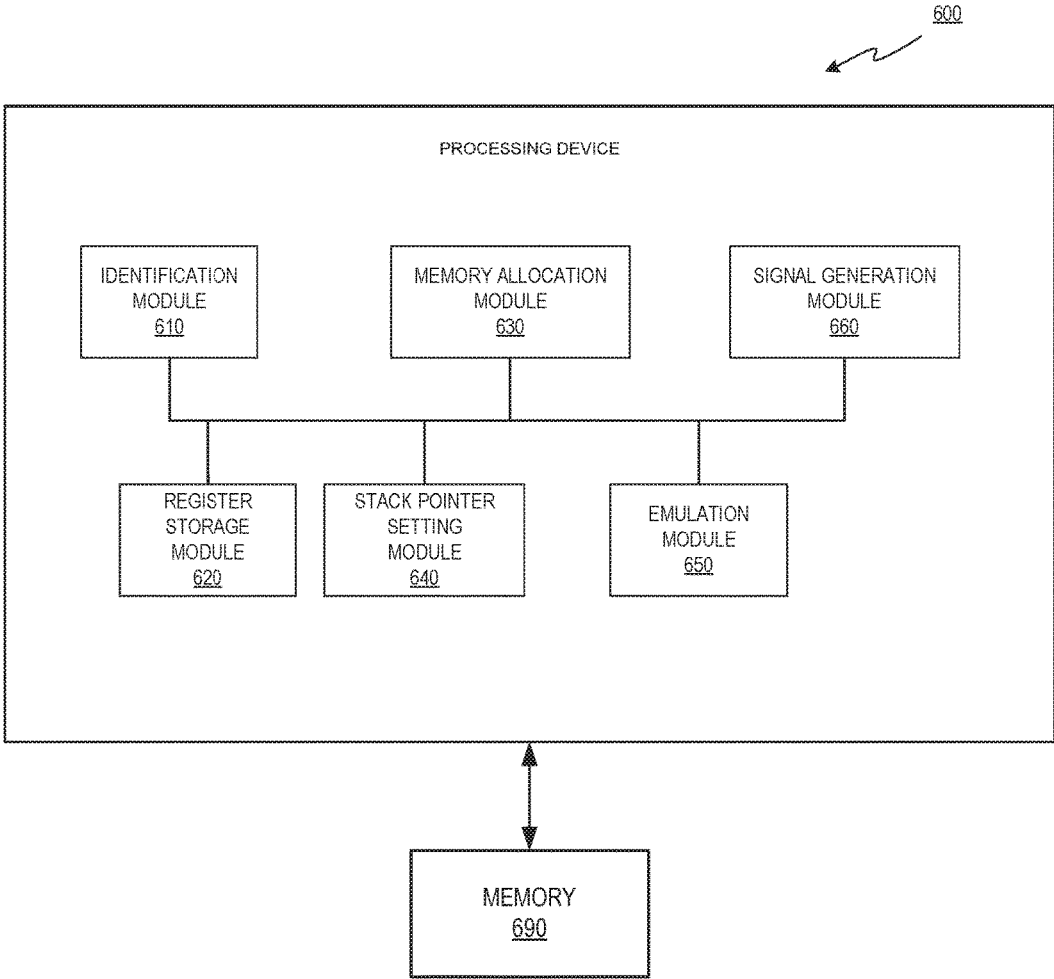 600
PROCESSING DEVICE
IDENTIFICATION
MODULE
610
MEMORY ALLOCATION
MODULE
630
SIGNAL GENERATION
MODULE
660
REGISTER
STORAGE
MODULE
620
STACK POINTER
SETTING
MODULE
640
EMULATION
MODULE
650
MEMORY
690